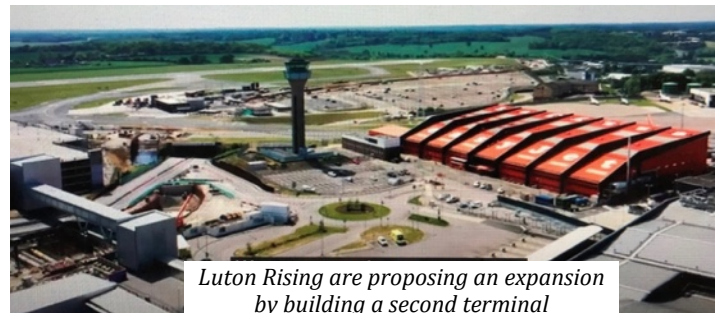 Luton Rising are proposing an expansion
by building a second terminal